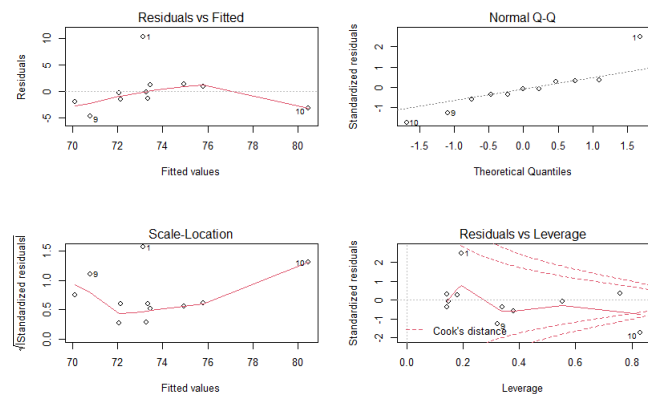 Residuals vs Fitted
Residuals
10
5
0
-5
1
9
10
70 72 74 76 78 80
Fitted values
Normal Q-Q
Standardized residuals
2
1
0
-1
1
9
10
-1.5 -1.0 -0.5 0.0 0.5 1.0 1.5
Theoretical Quantiles
Scale-Location
√|Standardized residuals|
1.5
1.0
0.5
0.0
1
9
10
70 72 74 76 78 80
Fitted values
Residuals vs Leverage
Standardized residuals
2
1
0
-1
-2
1
9
10
Cook's distance
0.0 0.2 0.4 0.6 0.8
Leverage